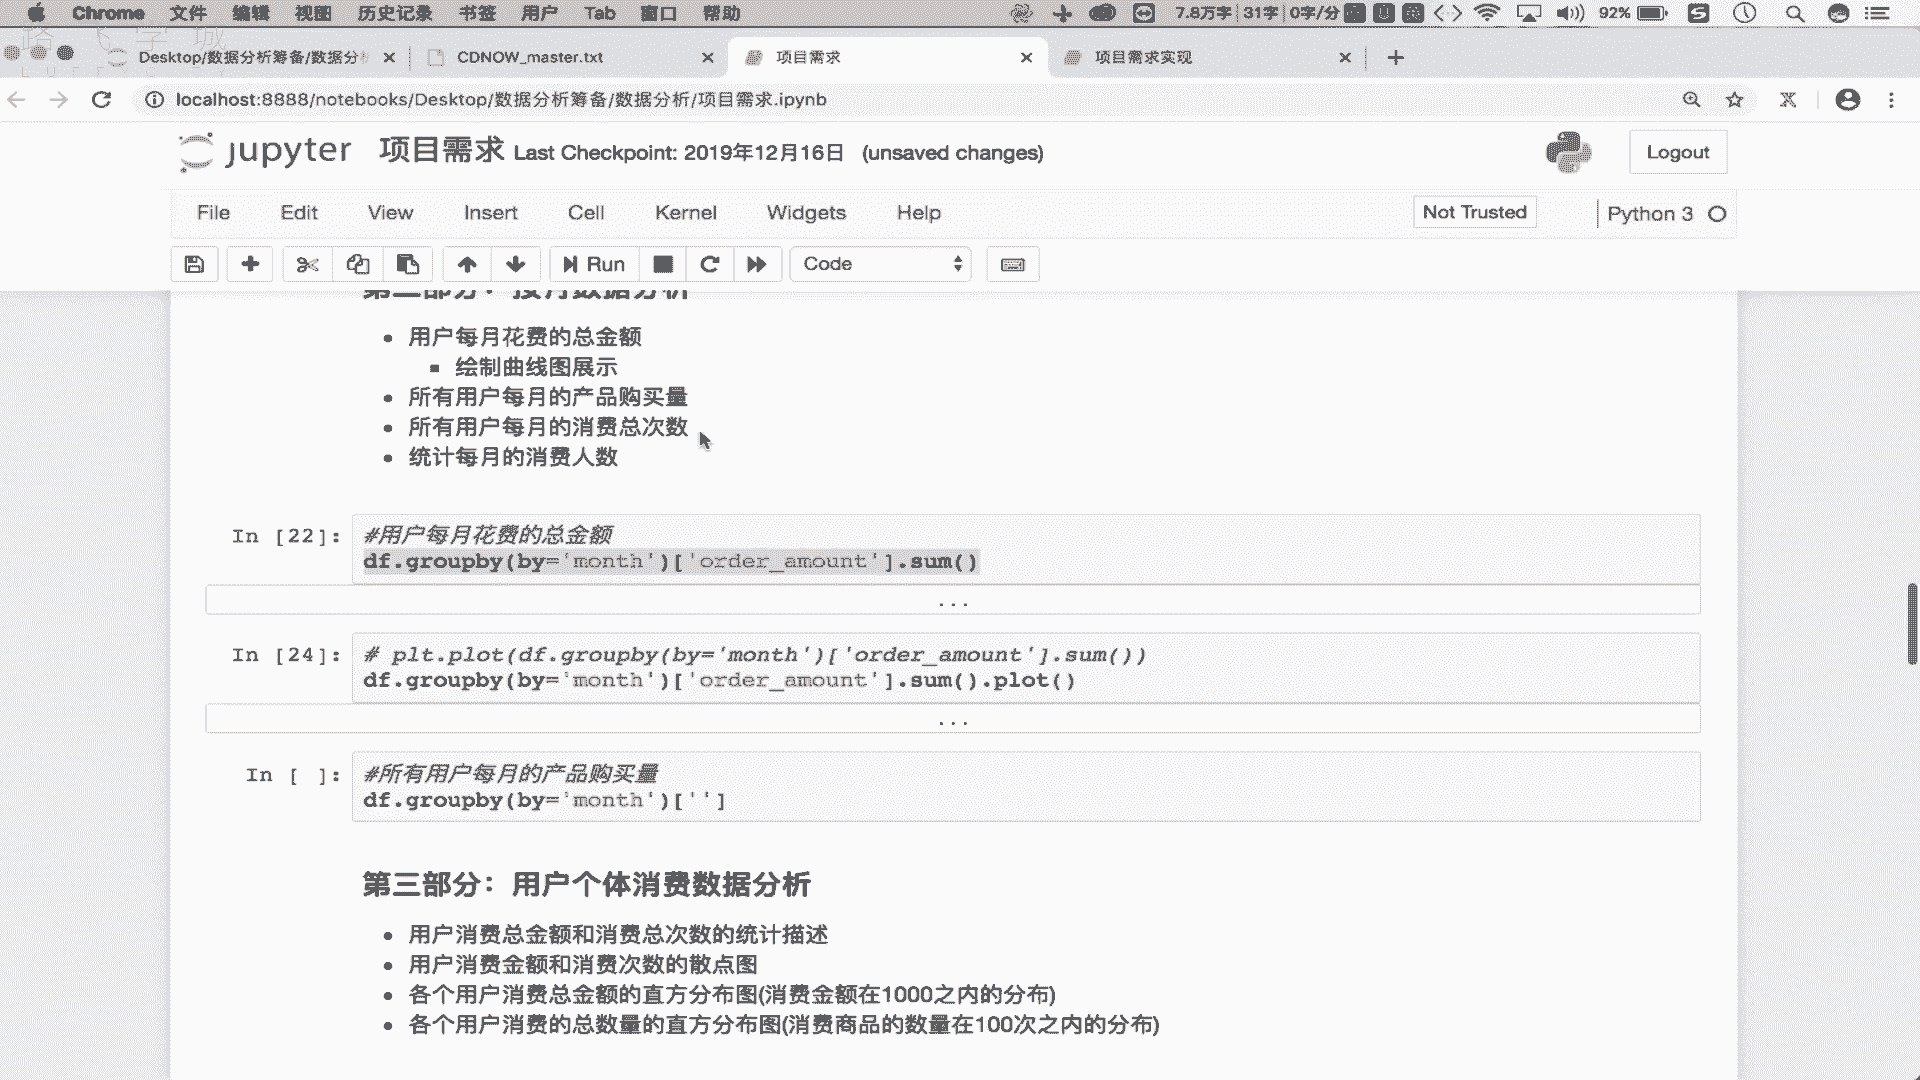 Chrome 文件 编辑 视图 历史记录 书签 用户 Tab 窗口 帮助 7.8万字 31字 0字/分 92%
Desktop/数据分析筹备/数据分 CDNOW_master.txt 项目需求 项目需求实现
localhost:8888/notebooks/Desktop/数据分析筹备/数据分析/项目需求.ipynb
jupyter 项目需求 Last Checkpoint: 2019年12月16日 (unsaved changes) Logout
File Edit View Insert Cell Kernel Widgets Help Not Trusted Python 3
Run Code
按月数据分析
用户每月花费的总金额
绘制曲线图展示
所有用户每月的产品购买量
所有用户每月的消费总次数
统计每月的消费人数
In [22]: #用户每月花费的总金额
df.groupby(by='month')['order_amount'].sum()
...
In [24]: # plt.plot(df.groupby(by='month')['order_amount'].sum())
df.groupby(by='month')['order_amount'].sum().plot()
...
In [ ]: #所有用户每月的产品购买量
df.groupby(by='month')['']
第三部分：用户个体消费数据分析
用户消费总金额和消费总次数的统计描述
用户消费金额和消费次数的散点图
各个用户消费总金额的直方分布图(消费金额在1000之内的分布)
各个用户消费的总数量的直方分布图(消费商品的数量在100次之内的分布)